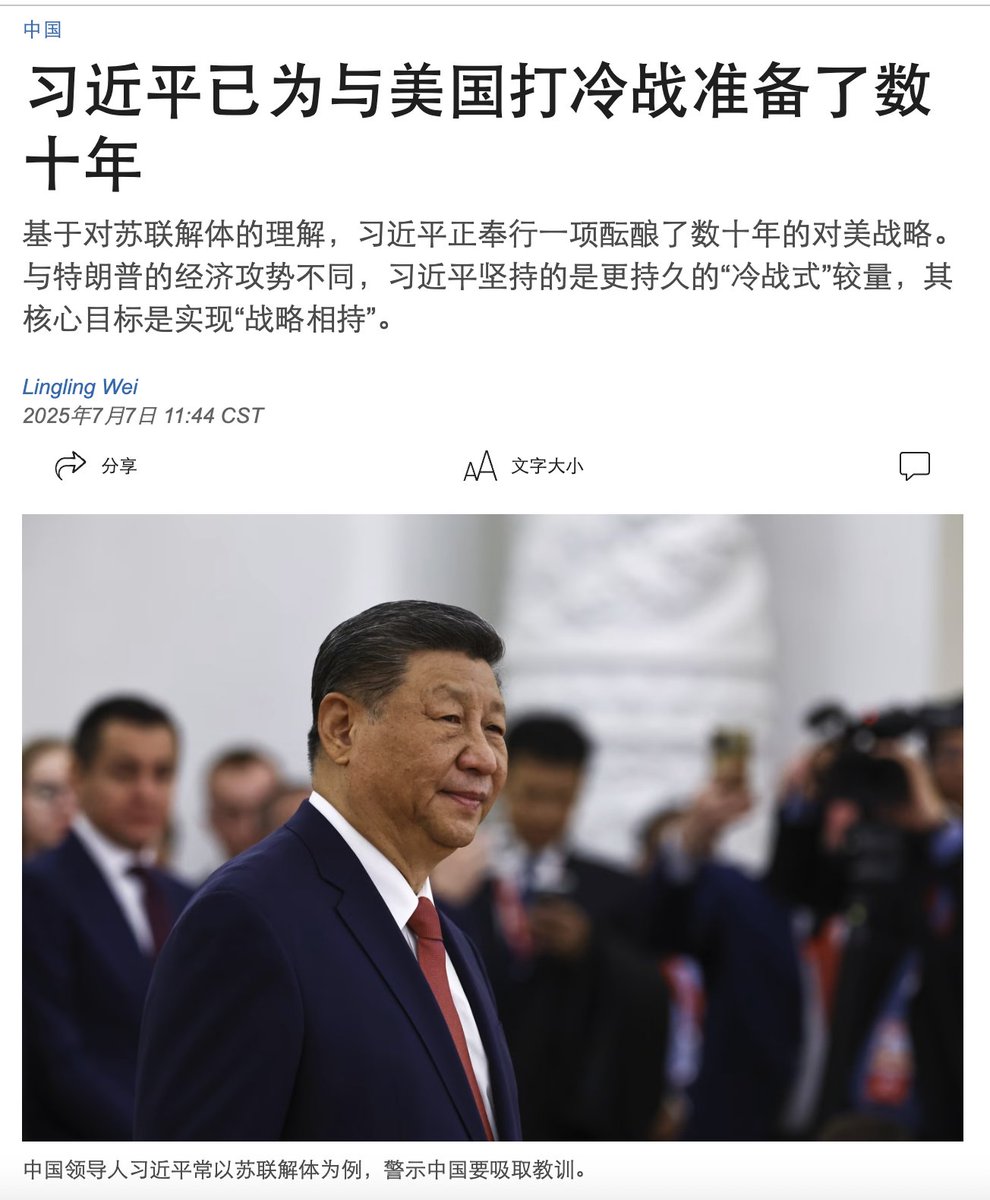 中国
习近平已为与美国打冷战准备了数
十年
基于对苏联解体的理解，习近平正奉行一项酝酿了数十年的对美战略。
与特朗普的经济攻势不同，习近平坚持的是更持久的“冷战式”较量，其
核心目标是实现“战略相持”。
Lingling Wei
2025年7月7日 11:44 CST
分享
AA 文字大小
中国领导人习近平常以苏联解体为例，警示中国要吸取教训。